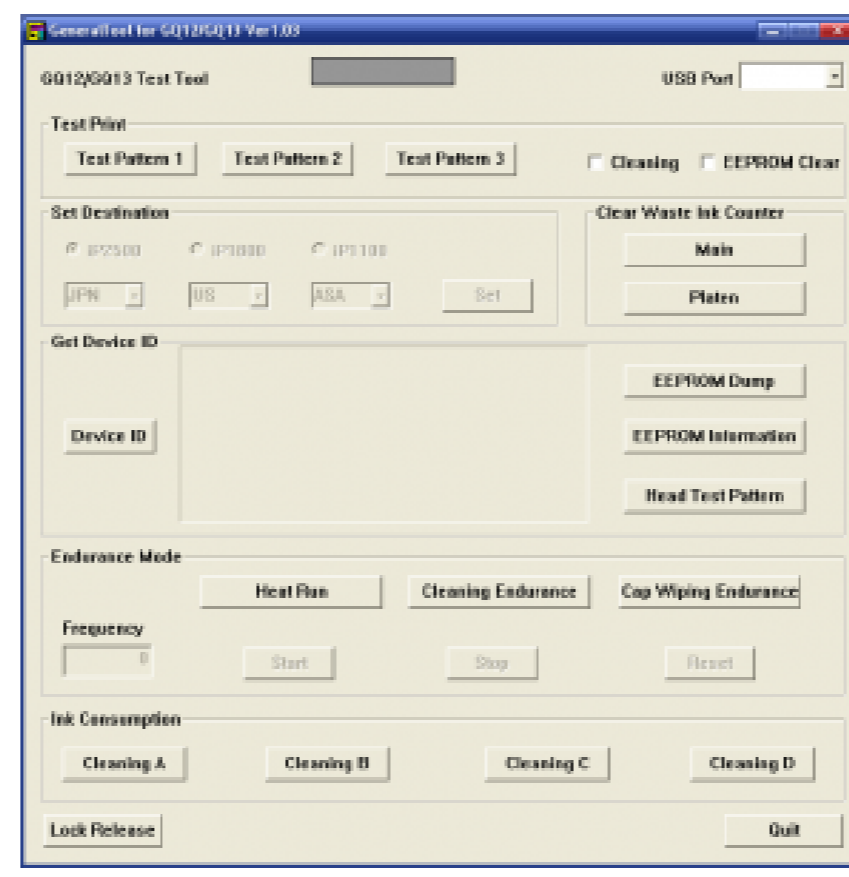 GeneralTool for GQ12/GQ13 Ver1.03
GQ12/GQ13 Test Tool
USB Port
Test Print
Test Pattern 1
Test Pattern 2
Test Pattern 3
Cleaning
EEPROM Clear
Set Destination
iP2500
iP1800
iP1100
JPN
US
ASA
Set
Clear Waste Ink Counter
Main
Platen
Get Device ID
Device ID
EEPROM Dump
EEPROM Information
Head Test Pattern
Endurance Mode
Heat Run
Cleaning Endurance
Cap Wiping Endurance
Frequency
0
Start
Stop
Reset
Ink Consumption
Cleaning A
Cleaning B
Cleaning C
Cleaning D
Lock Release
Quit